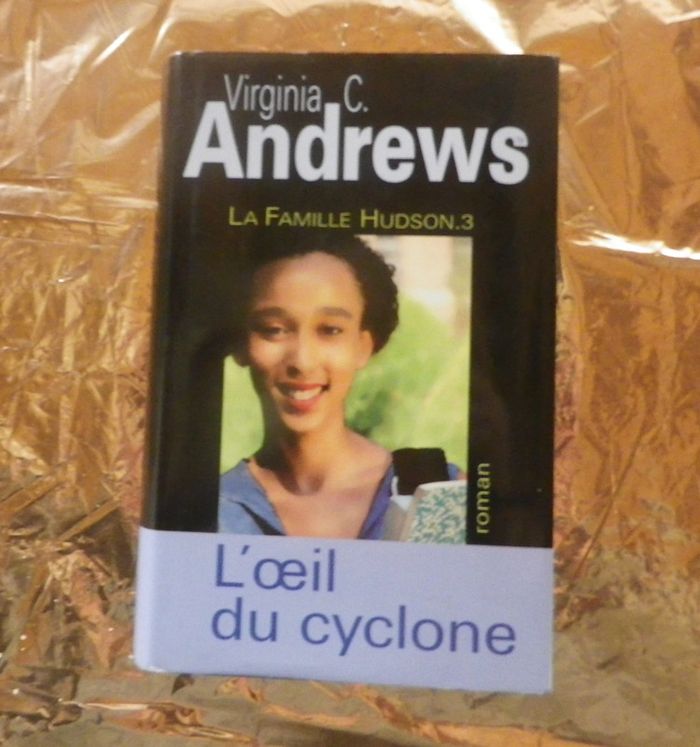 Virginia C.
Andrews
LA FAMILLE HUDSON.3
roman
L'œil
du cyclone